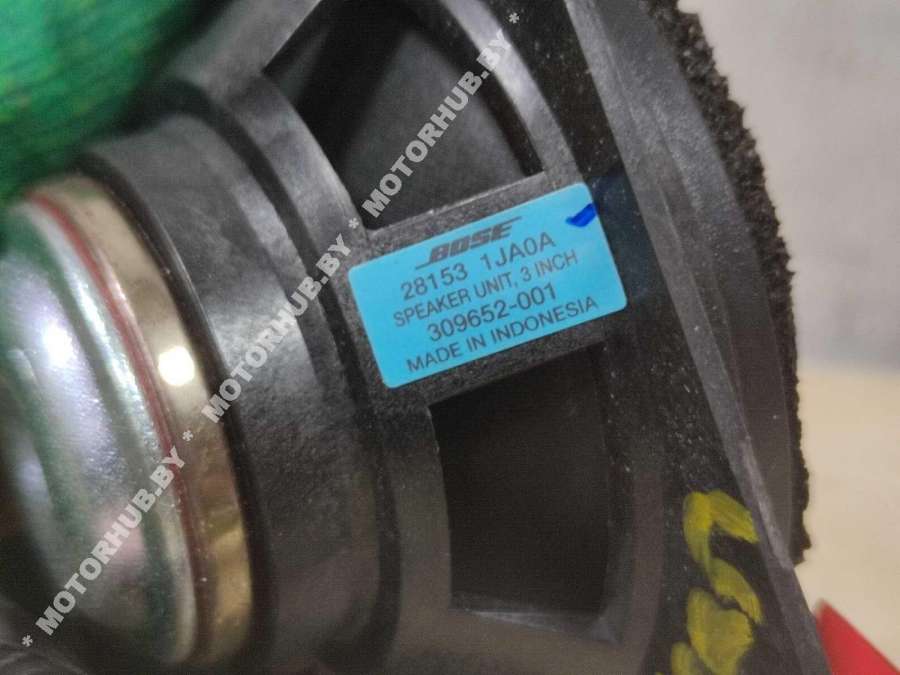 BOSE
28153 1JA0A
SPEAKER UNIT, 3 INCH
309652-001
MADE IN INDONESIA
* MOTORHUB.BY * MOTORHUB.BY * MOTORHUB.BY * MOTORHUB.BY *